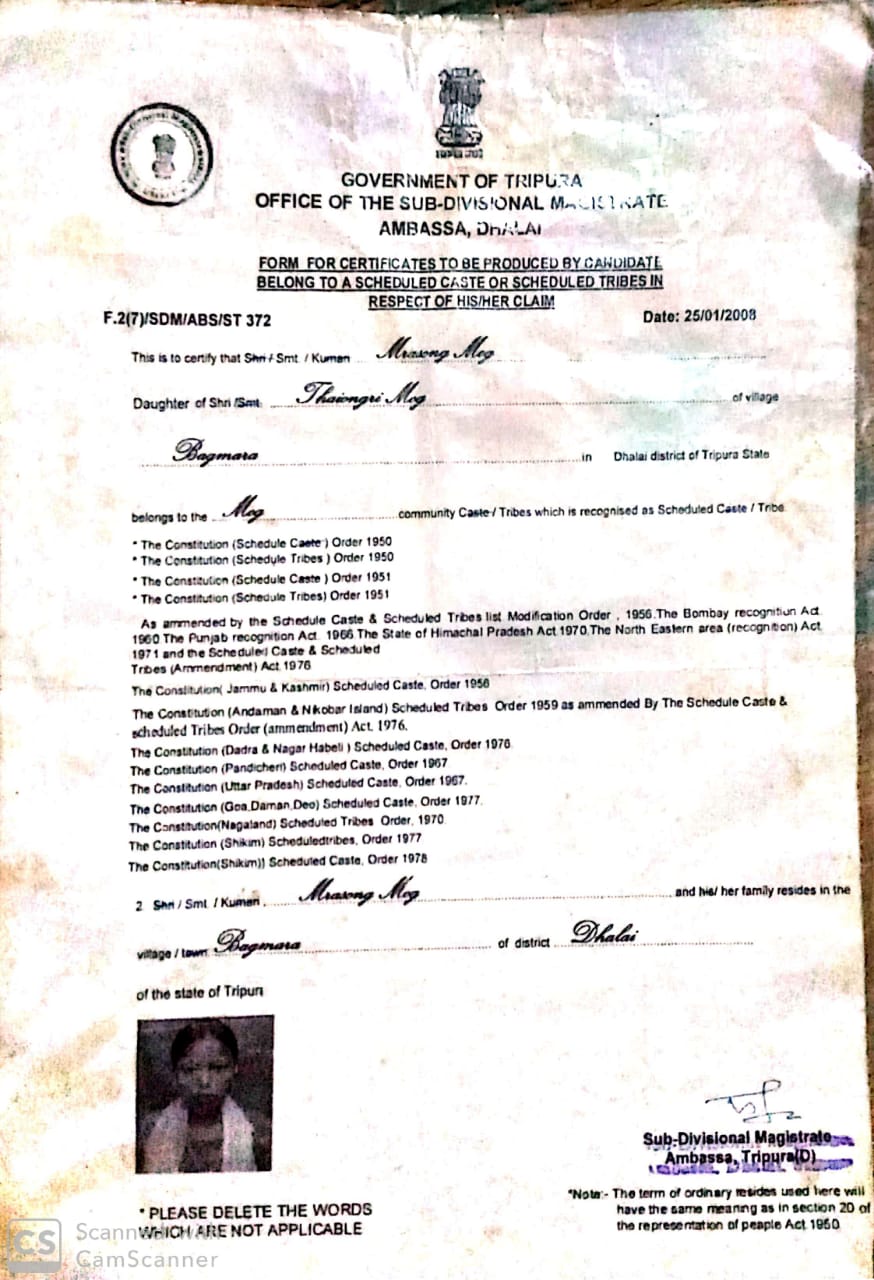 GOVERNMENT OF TRIPURA
OFFICE OF THE SUB-DIVISIONAL MAGISTRATE
AMBASSA, DHALAI
FORM FOR CERTIFICATES TO BE PRODUCED BY CANDIDATE
BELONG TO A SCHEDULED CASTE OR SCHEDULED TRIBES IN
RESPECT OF HIS/HER CLAIM
F.2(7)/SDM/ABS/ST 372 Date: 25/01/2008
This is to certify that Shri / Smt. / Kumari Mrasong Mog
Daughter of Shri /Smt. Thaiongri Mog of village
Bagmara in Dhalai district of Tripura State
belongs to the Mog community Caste / Tribes which is recognised as Scheduled Caste / Tribe
* The Constitution (Schedule Caste ) Order 1950
* The Constitution (Schedule Tribes ) Order 1950
* The Constitution (Schedule Caste ) Order 1951
* The Constitution (Schedule Tribes) Order 1951
As ammended by the Schedule Caste & Scheduled Tribes list Modification Order , 1956.The Bombay recognition Act.
1960 The Punjab recognition Act. 1966 The State of Himachal Pradesh Act 1970,The North Eastern area (recognition) Act,
1971 and the Scheduled Caste & Scheduled
Tribes (Ammendment) Act 1976
The Constitution( Jammu & Kashmir) Scheduled Caste, Order 1956
The Constitution (Andaman & Nikobar Island) Scheduled Tribes Order 1959 as ammended By The Schedule Caste &
scheduled Tribes Order (ammendment) Act. 1976.
The Constitution (Dadra & Nagar Habeli ) Scheduled Caste, Order 1976
The Constitution (Pandicheri) Scheduled Caste, Order 1967
The Constitution (Uttar Pradesh) Scheduled Caste, Order 1967.
The Constitution (Goa,Daman,Deo) Scheduled Caste, Order 1977.
The Constitution(Nagaland) Scheduled Tribes Order, 1970
The Constitution (Shikim) Scheduledtribes, Order 1977
The Constitution(Shikim)) Scheduled Caste, Order 1978
2 Shri / Smt. / Kumari Mrasong Mog and his/ her family resides in the
village / town Bagmara of district Dhalai
of the state of Tripura
Sub-Divisional Magistrate
Ambassa, Tripura(D)
* PLEASE DELETE THE WORDS
WHICH ARE NOT APPLICABLE
*Note:- The term of ordinary resides used here will
have the same meaning as in section 20 of
the representation of people Act 1950
CS Scanned with
CamScanner